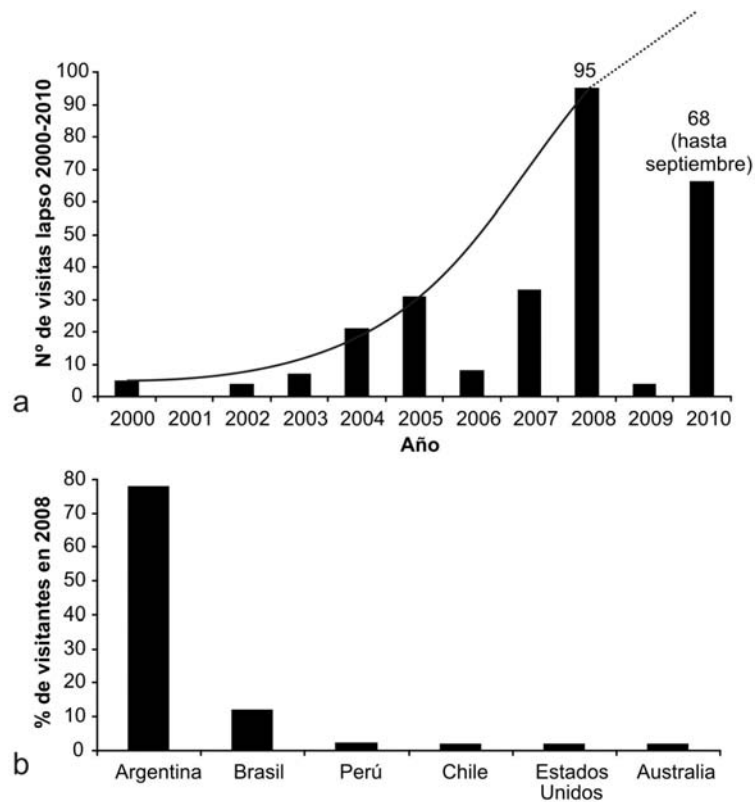 Nº de visitas lapso 2000-2010
100
90
80
70
60
50
40
30
20
10
0
95
68
(hasta
septiembre)
2000 2001 2002 2003 2004 2005 2006 2007 2008 2009 2010
Año
a
% de visitantes en 2008
80
70
60
50
40
30
20
10
0
Argentina Brasil Perú Chile Estados Unidos Australia
b